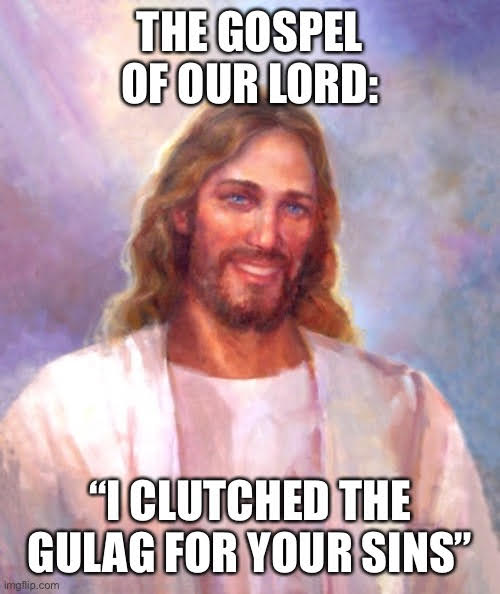 THE GOSPEL
OF OUR LORD:
“I CLUTCHED THE
GULAG FOR YOUR SINS”
imgflip.com